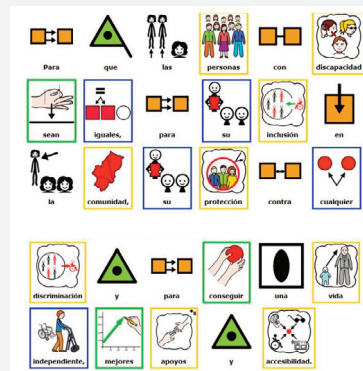 Para que las personas con discapacidad
sean iguales, para su inclusión en
la comunidad, su protección contra cualquier
discriminación y para conseguir una vida
independiente, mejores apoyos y accesibilidad.